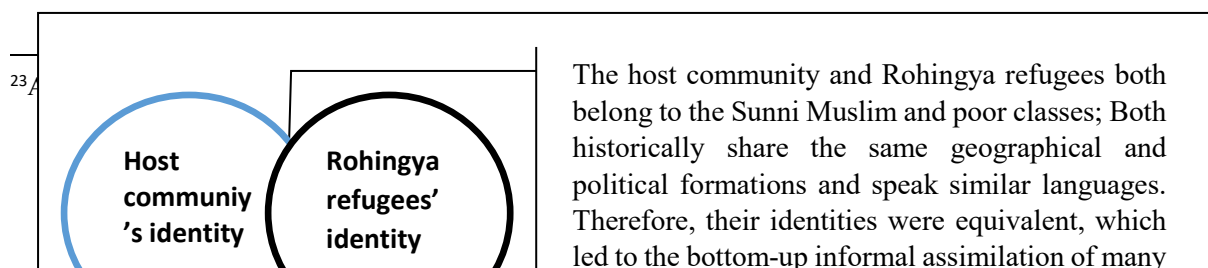 23
Host
communiy
's identity
Rohingya
refugees'
identity
The host community and Rohingya refugees both
belong to the Sunni Muslim and poor classes; Both
historically share the same geographical and
political formations and speak similar languages.
Therefore, their identities were equivalent, which
led to the bottom-up informal assimilation of many